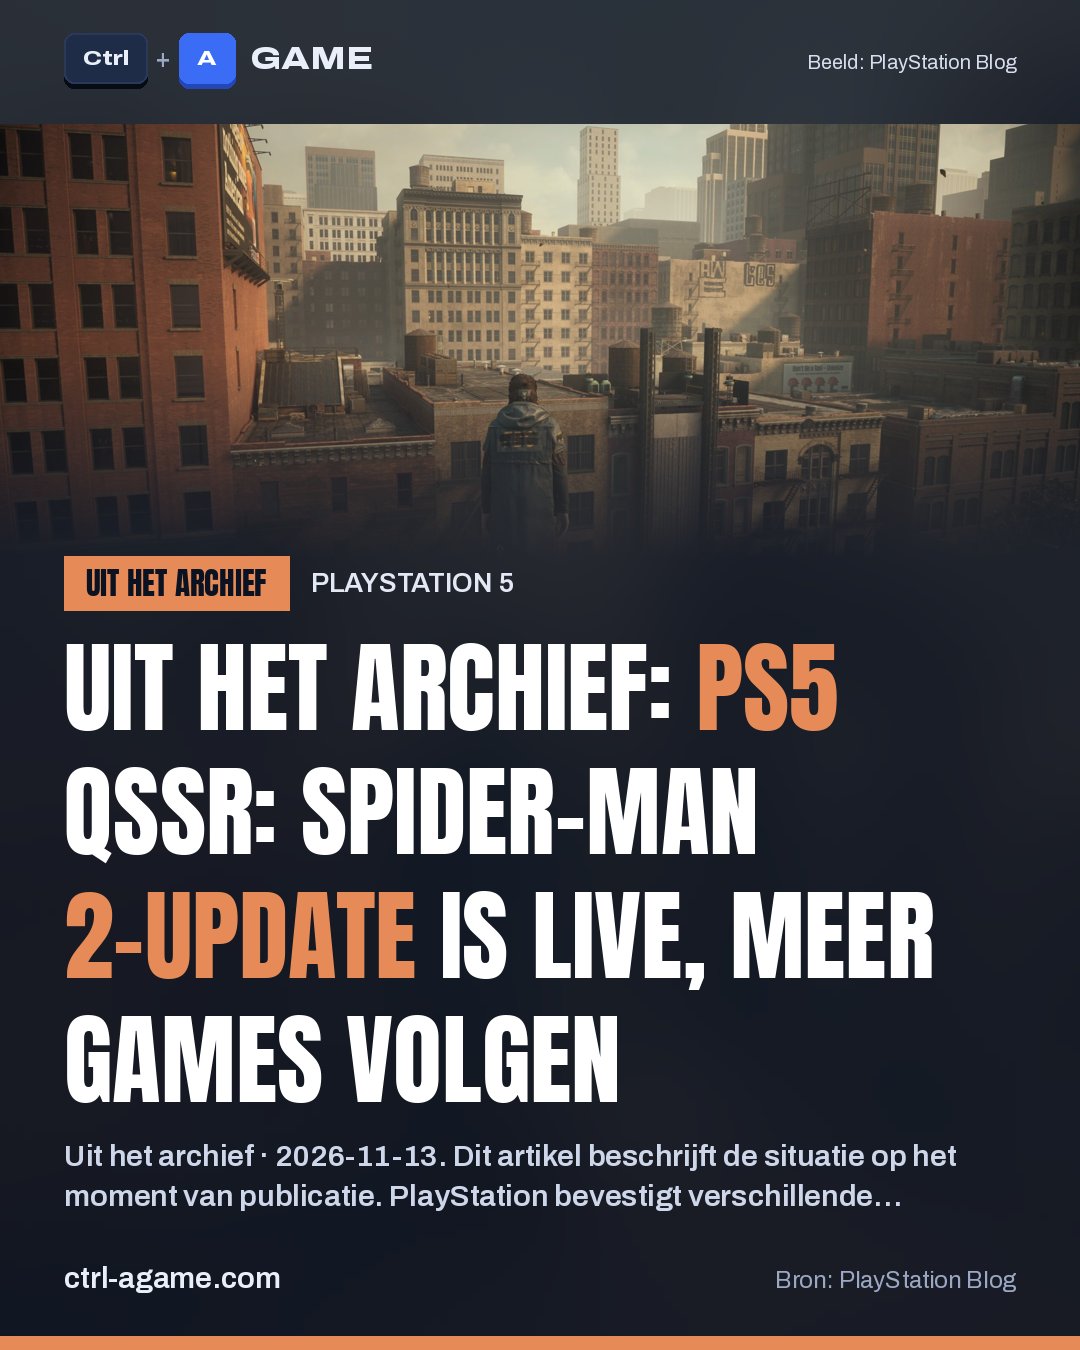 Ctrl + A GAME
Beeld: PlayStation Blog
UIT HET ARCHIEF PLAYSTATION 5
UIT HET ARCHIEF: PS5
QSSR: SPIDER-MAN
2-UPDATE IS LIVE, MEER
GAMES VOLGEN
Uit het archief · 2026-11-13. Dit artikel beschrijft de situatie op het
moment van publicatie. PlayStation bevestigt verschillende...
ctrl-agame.com
Bron: PlayStation Blog